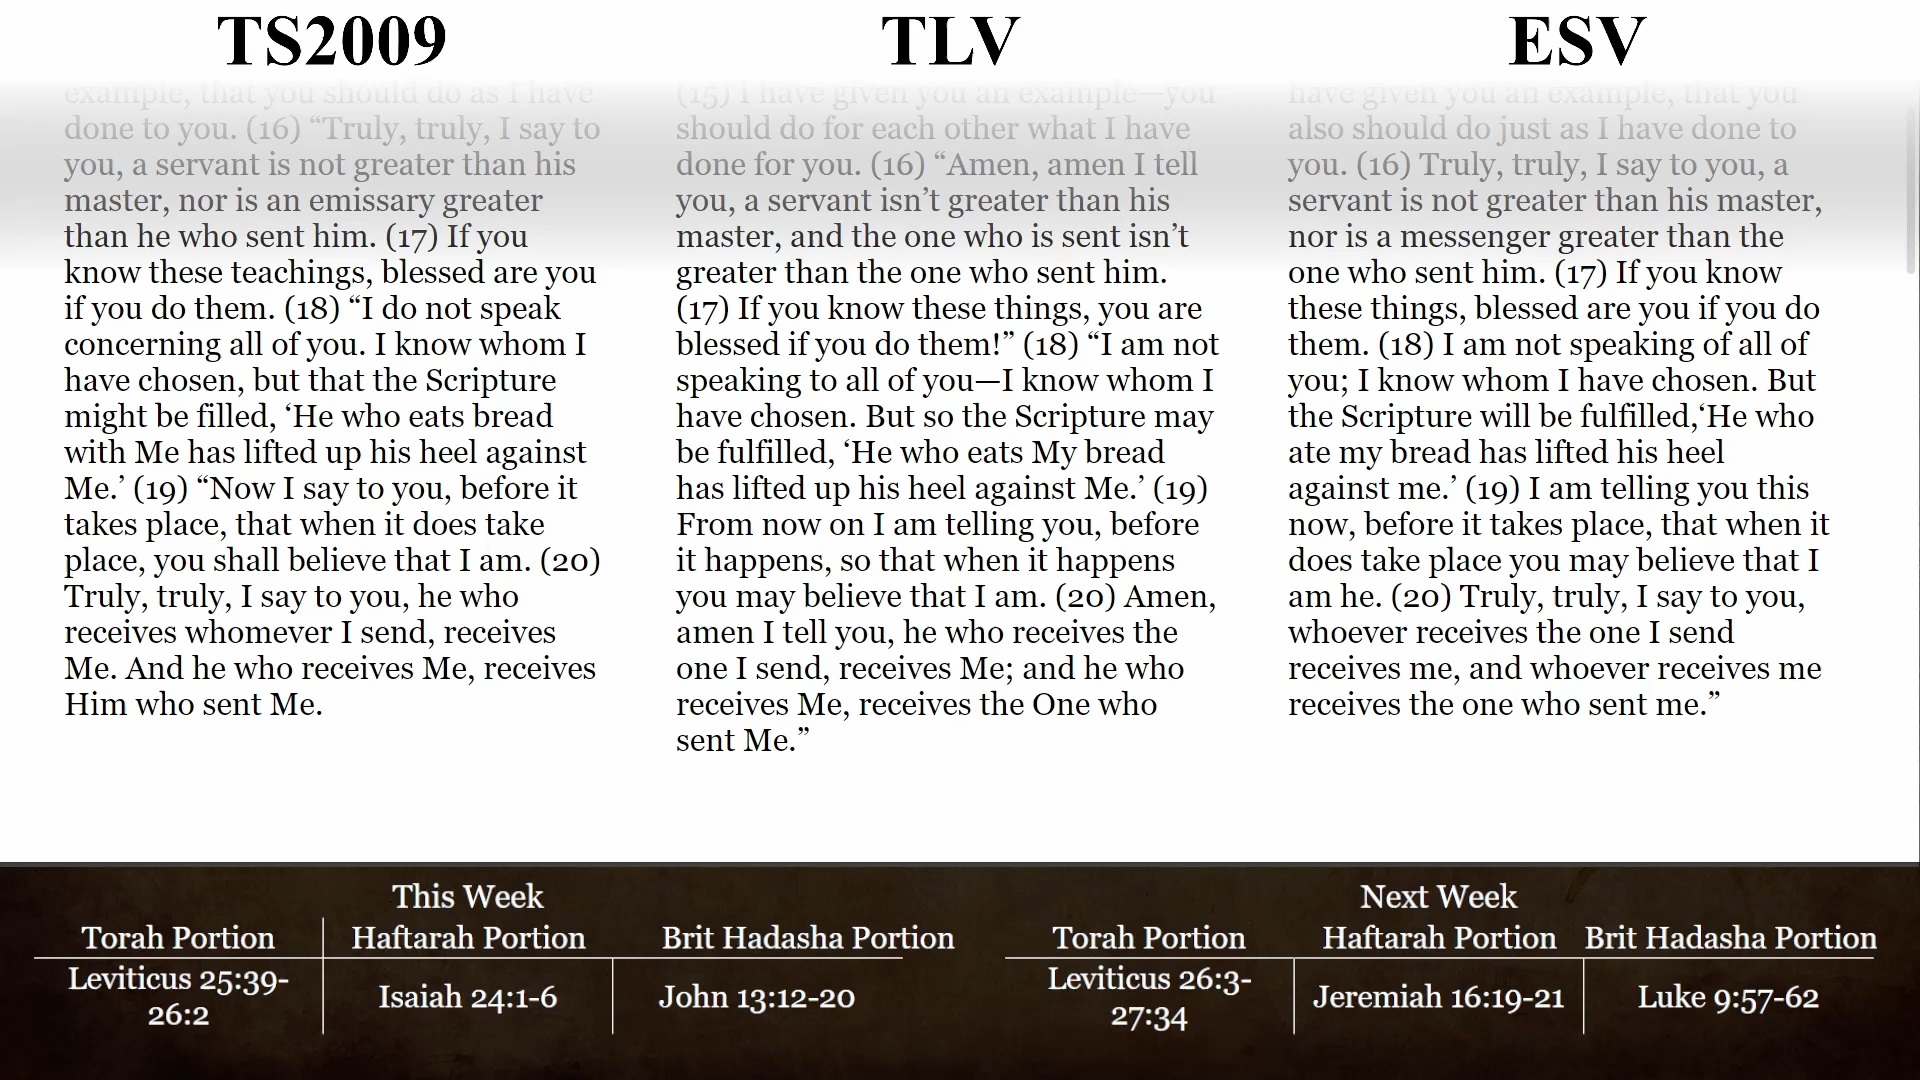 TS2009
example, that you should do as I have
done to you. (16) “Truly, truly, I say to
you, a servant is not greater than his
master, nor is an emissary greater
than he who sent him. (17) If you
know these teachings, blessed are you
if you do them. (18) “I do not speak
concerning all of you. I know whom I
have chosen, but that the Scripture
might be filled, ‘He who eats bread
with Me has lifted up his heel against
Me.’ (19) “Now I say to you, before it
takes place, that when it does take
place, you shall believe that I am. (20)
Truly, truly, I say to you, he who
receives whomever I send, receives
Me. And he who receives Me, receives
Him who sent Me.
TLV
(15) I have given you an example—you
should do for each other what I have
done for you. (16) “Amen, amen I tell
you, a servant isn’t greater than his
master, and the one who is sent isn’t
greater than the one who sent him.
(17) If you know these things, you are
blessed if you do them!” (18) “I am not
speaking to all of you—I know whom I
have chosen. But so the Scripture may
be fulfilled, ‘He who eats My bread
has lifted up his heel against Me.’ (19)
From now on I am telling you, before
it happens, so that when it happens
you may believe that I am. (20) Amen,
amen I tell you, he who receives the
one I send, receives Me; and he who
receives Me, receives the One who
sent Me.”
ESV
have given you an example, that you
also should do just as I have done to
you. (16) Truly, truly, I say to you, a
servant is not greater than his master,
nor is a messenger greater than the
one who sent him. (17) If you know
these things, blessed are you if you do
them. (18) I am not speaking of all of
you; I know whom I have chosen. But
the Scripture will be fulfilled,‘He who
ate my bread has lifted his heel
against me.’ (19) I am telling you this
now, before it takes place, that when it
does take place you may believe that I
am he. (20) Truly, truly, I say to you,
whoever receives the one I send
receives me, and whoever receives me
receives the one who sent me.”
This Week
Torah Portion
Haftarah Portion
Brit Hadasha Portion
Leviticus 25:39-
26:2
Isaiah 24:1-6
John 13:12-20
Next Week
Torah Portion
Haftarah Portion
Brit Hadasha Portion
Leviticus 26:3-
27:34
Jeremiah 16:19-21
Luke 9:57-62